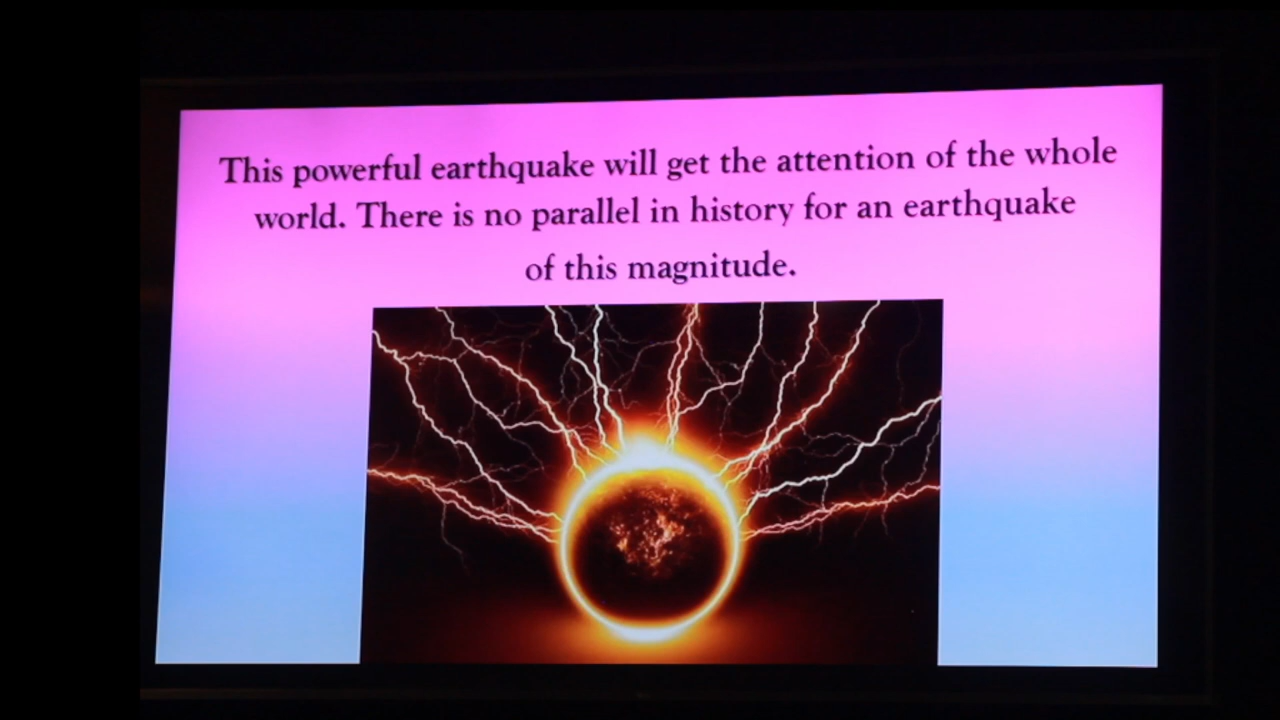 This powerful earthquake will get the attention of the whole
world. There is no parallel in history for an earthquake
of this magnitude.